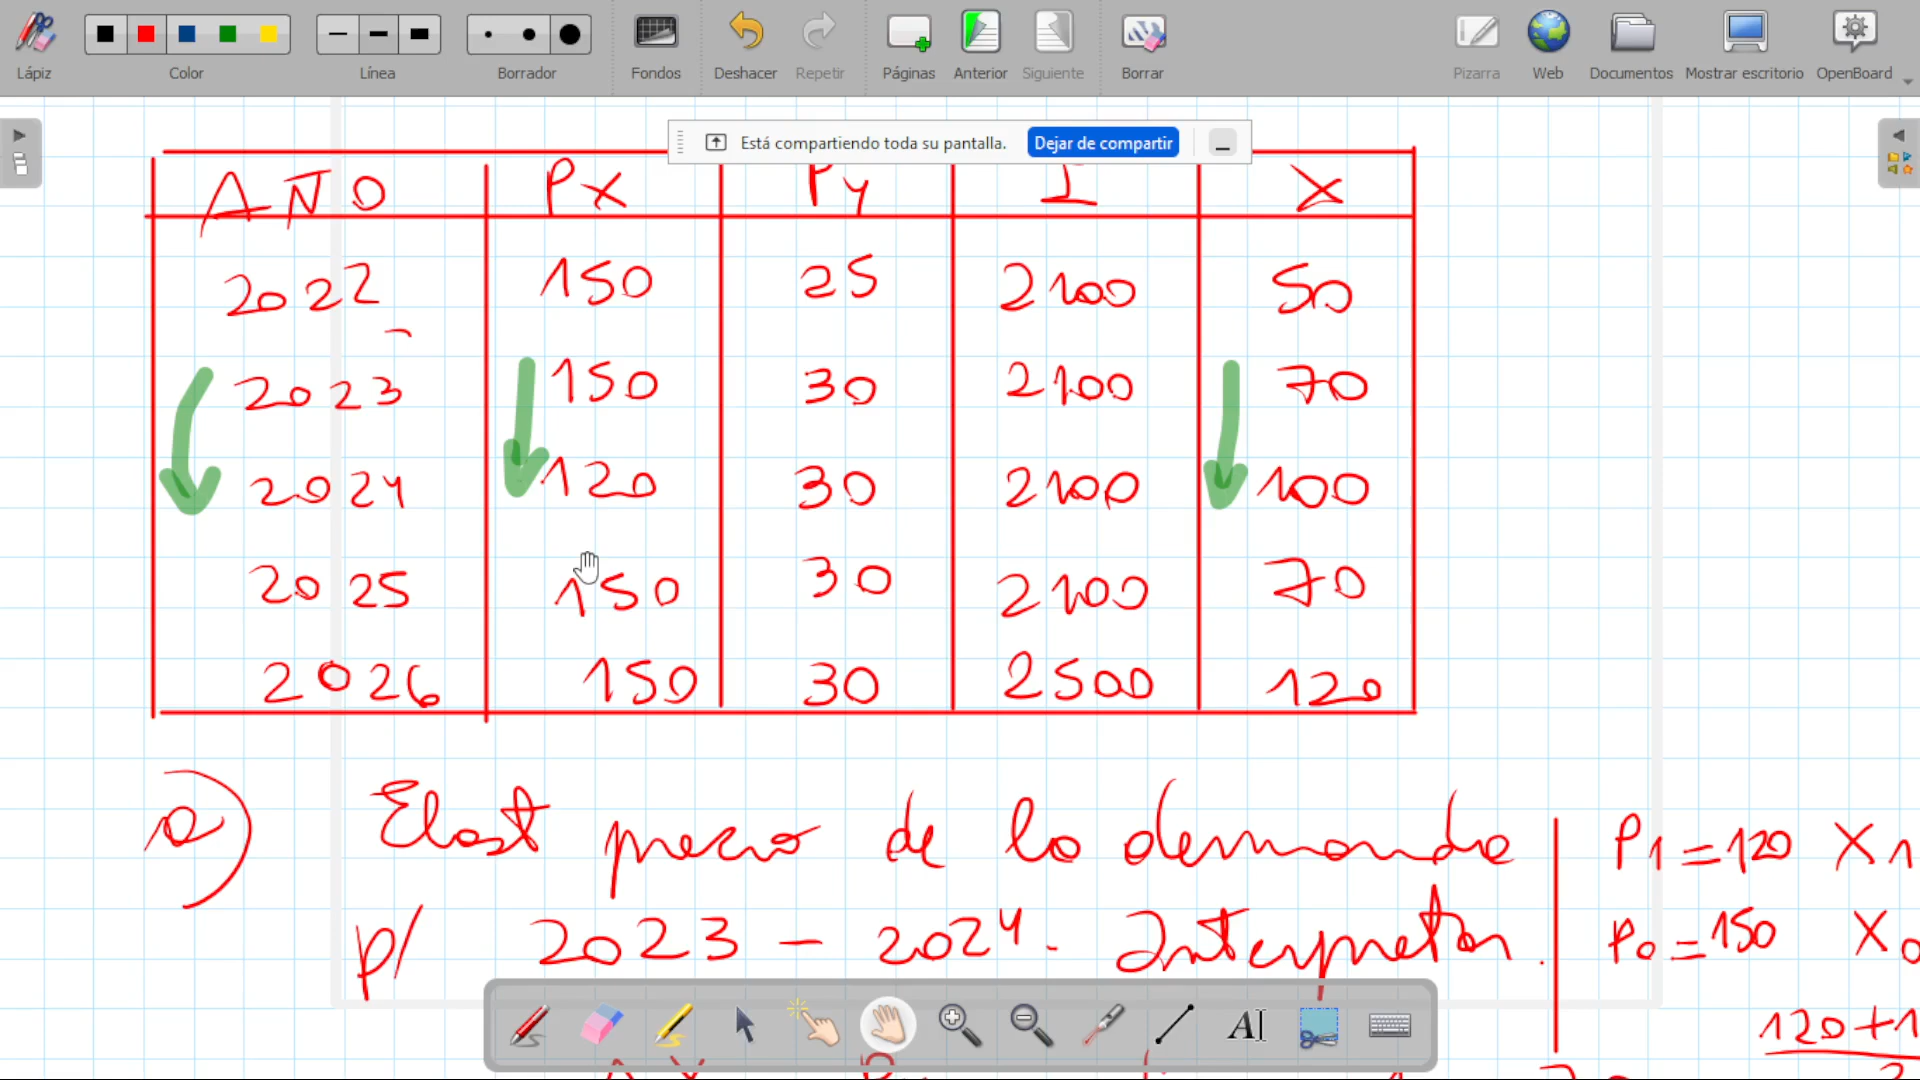 Lápiz Color Línea Borrador Fondos Deshacer Repetir Páginas Anterior Siguiente Borrar Pizarra Web Documentos Mostrar escritorio OpenBoard
Está compartiendo toda su pantalla. Dejar de compartir
AÑO PX PY I X
2022 150 25 2100 50
2023 150 30 2100 70
2024 120 30 2100 100
2025 150 30 2100 70
2026 150 30 2500 120
a) Elast precio de la demanda
p/ 2023 - 2024. Interpretar.
P1 = 120 X1
P0 = 150 X0
120+1
AI